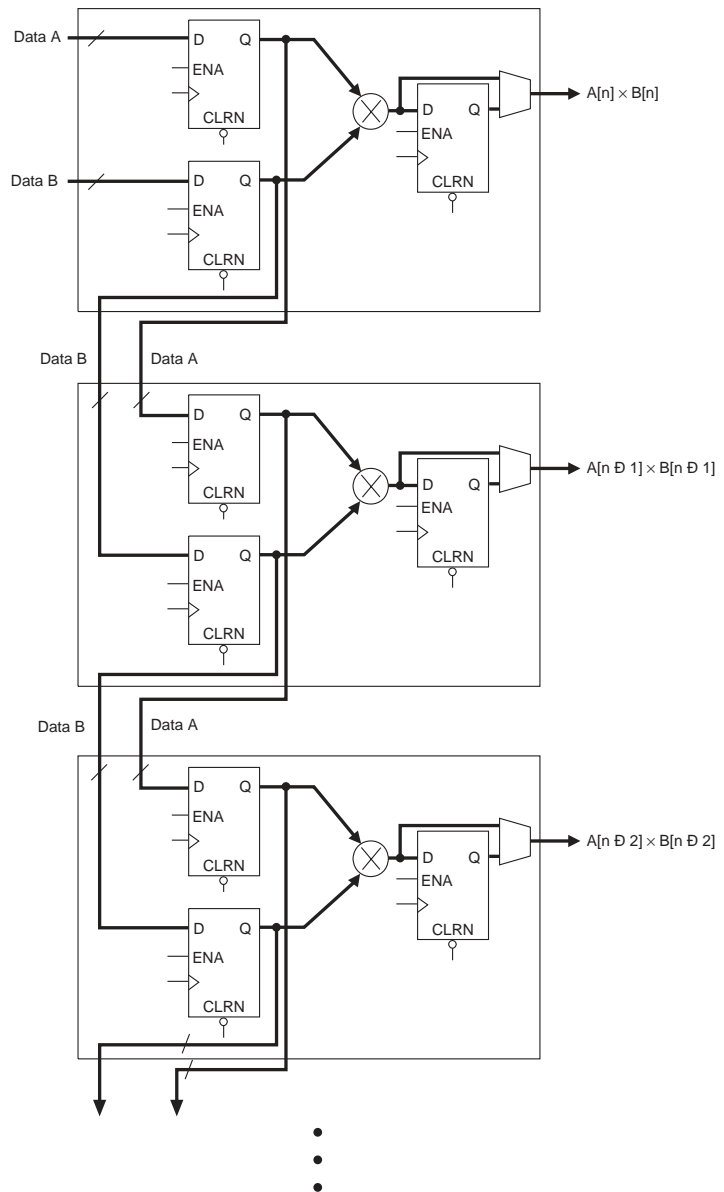 Data A
D Q
ENA
CLRN
D Q
ENA
CLRN
A[n] × B[n]
Data B
D Q
ENA
CLRN
Data B
Data A
D Q
ENA
CLRN
D Q
ENA
CLRN
A[n Ð 1] × B[n Ð 1]
D Q
ENA
CLRN
Data B
Data A
D Q
ENA
CLRN
D Q
ENA
CLRN
A[n Ð 2] × B[n Ð 2]
D Q
ENA
CLRN